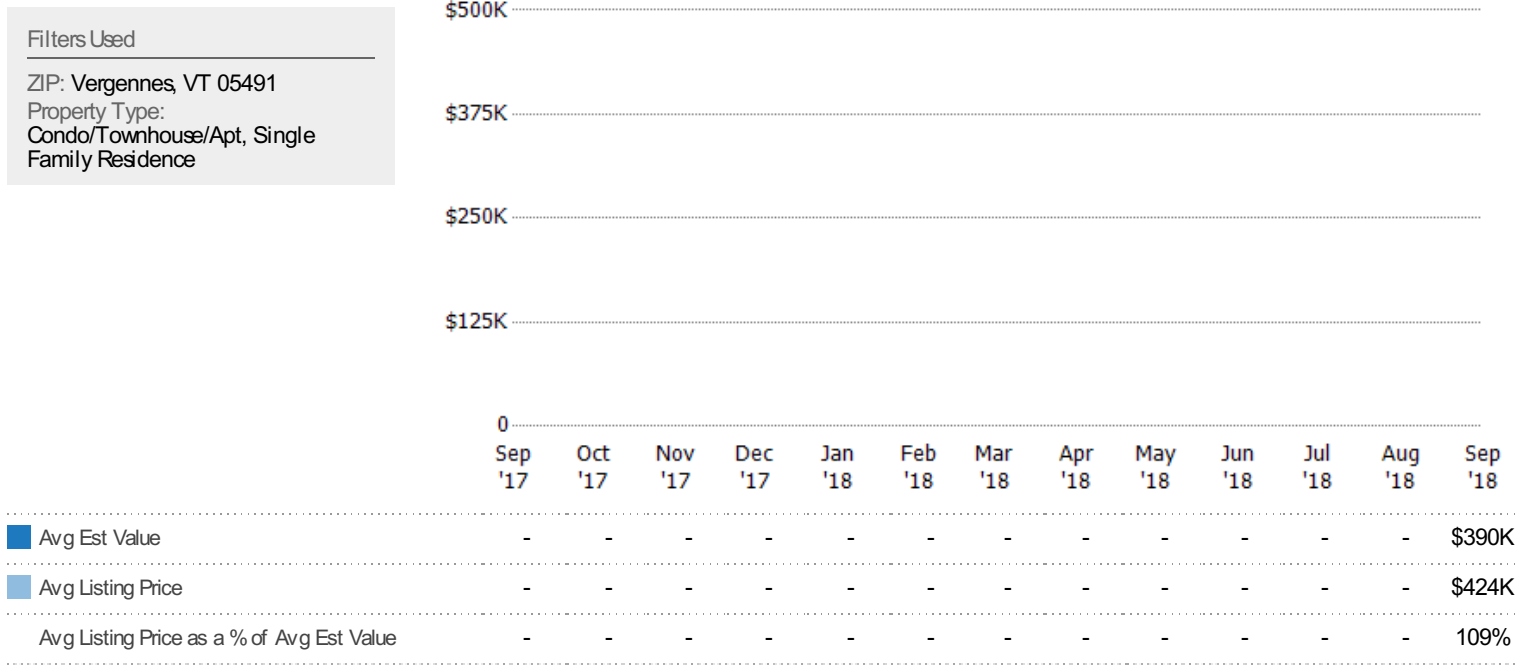 Filters Used
ZIP: Vergennes, VT 05491
Property Type:
Condo/Townhouse/Apt, Single
Family Residence
$500K
$375K
$250K
$125K
0
Sep Oct Nov Dec Jan Feb Mar Apr May Jun Jul Aug Sep
'17 '17 '17 '17 '18 '18 '18 '18 '18 '18 '18 '18 '18
Avg Est Value - - - - - - - - - - - - $390K
Avg Listing Price - - - - - - - - - - - - $424K
Avg Listing Price as a % of Avg Est Value - - - - - - - - - - - - 109%